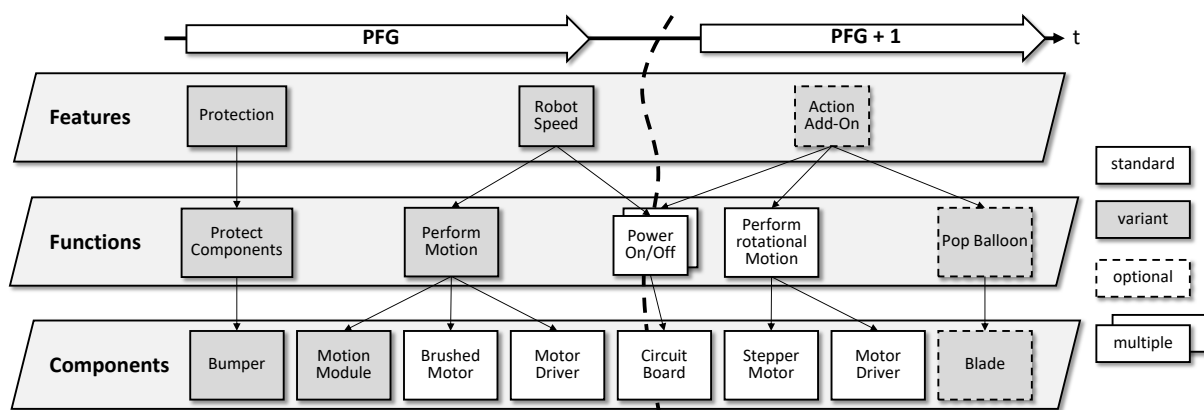 PFG
PFG + 1
t
Features
Protection
Robot
Speed
Action
Add-On
standard
variant
optional
multiple
Functions
Protect
Components
Perform
Motion
Power
On/Off
Perform
rotational
Motion
Pop Balloon
Components
Bumper
Motion
Module
Brushed
Motor
Motor
Driver
Circuit
Board
Stepper
Motor
Motor
Driver
Blade